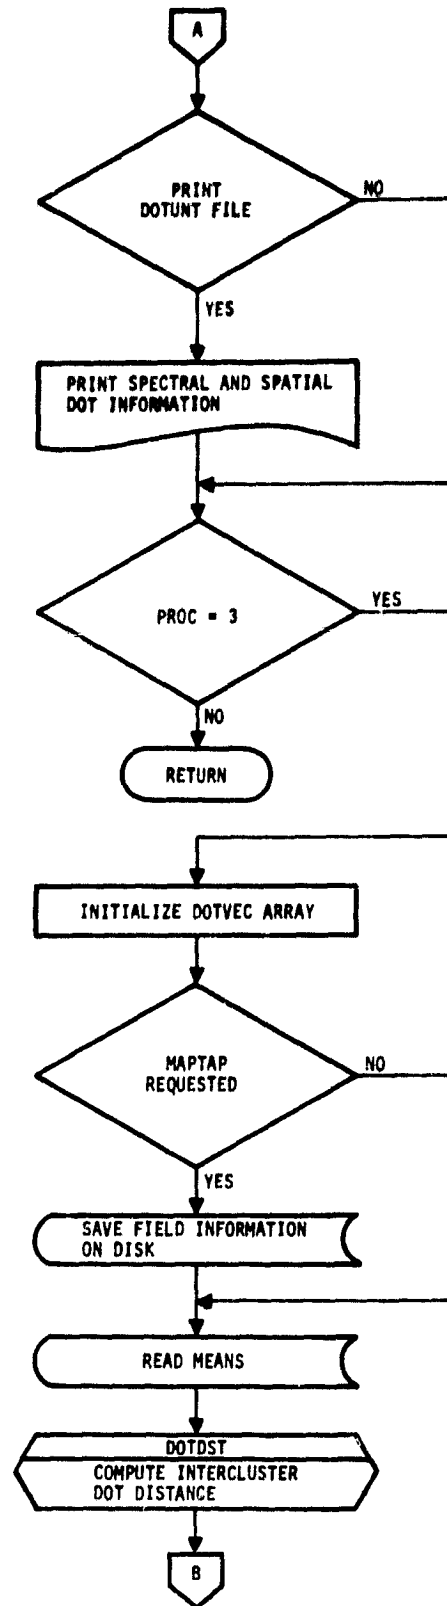 A
PRINT
DOTUNT FILE
NO
YES
PRINT SPECTRAL AND SPATIAL
DOT INFORMATION
PROC = 3
YES
NO
RETURN
INITIALIZE DOTVEC ARRAY
MAPTAP
REQUESTED
NO
YES
SAVE FIELD INFORMATION
ON DISK
READ MEANS
DOTDST
COMPUTE INTERCLUSTER
DOT DISTANCE
B